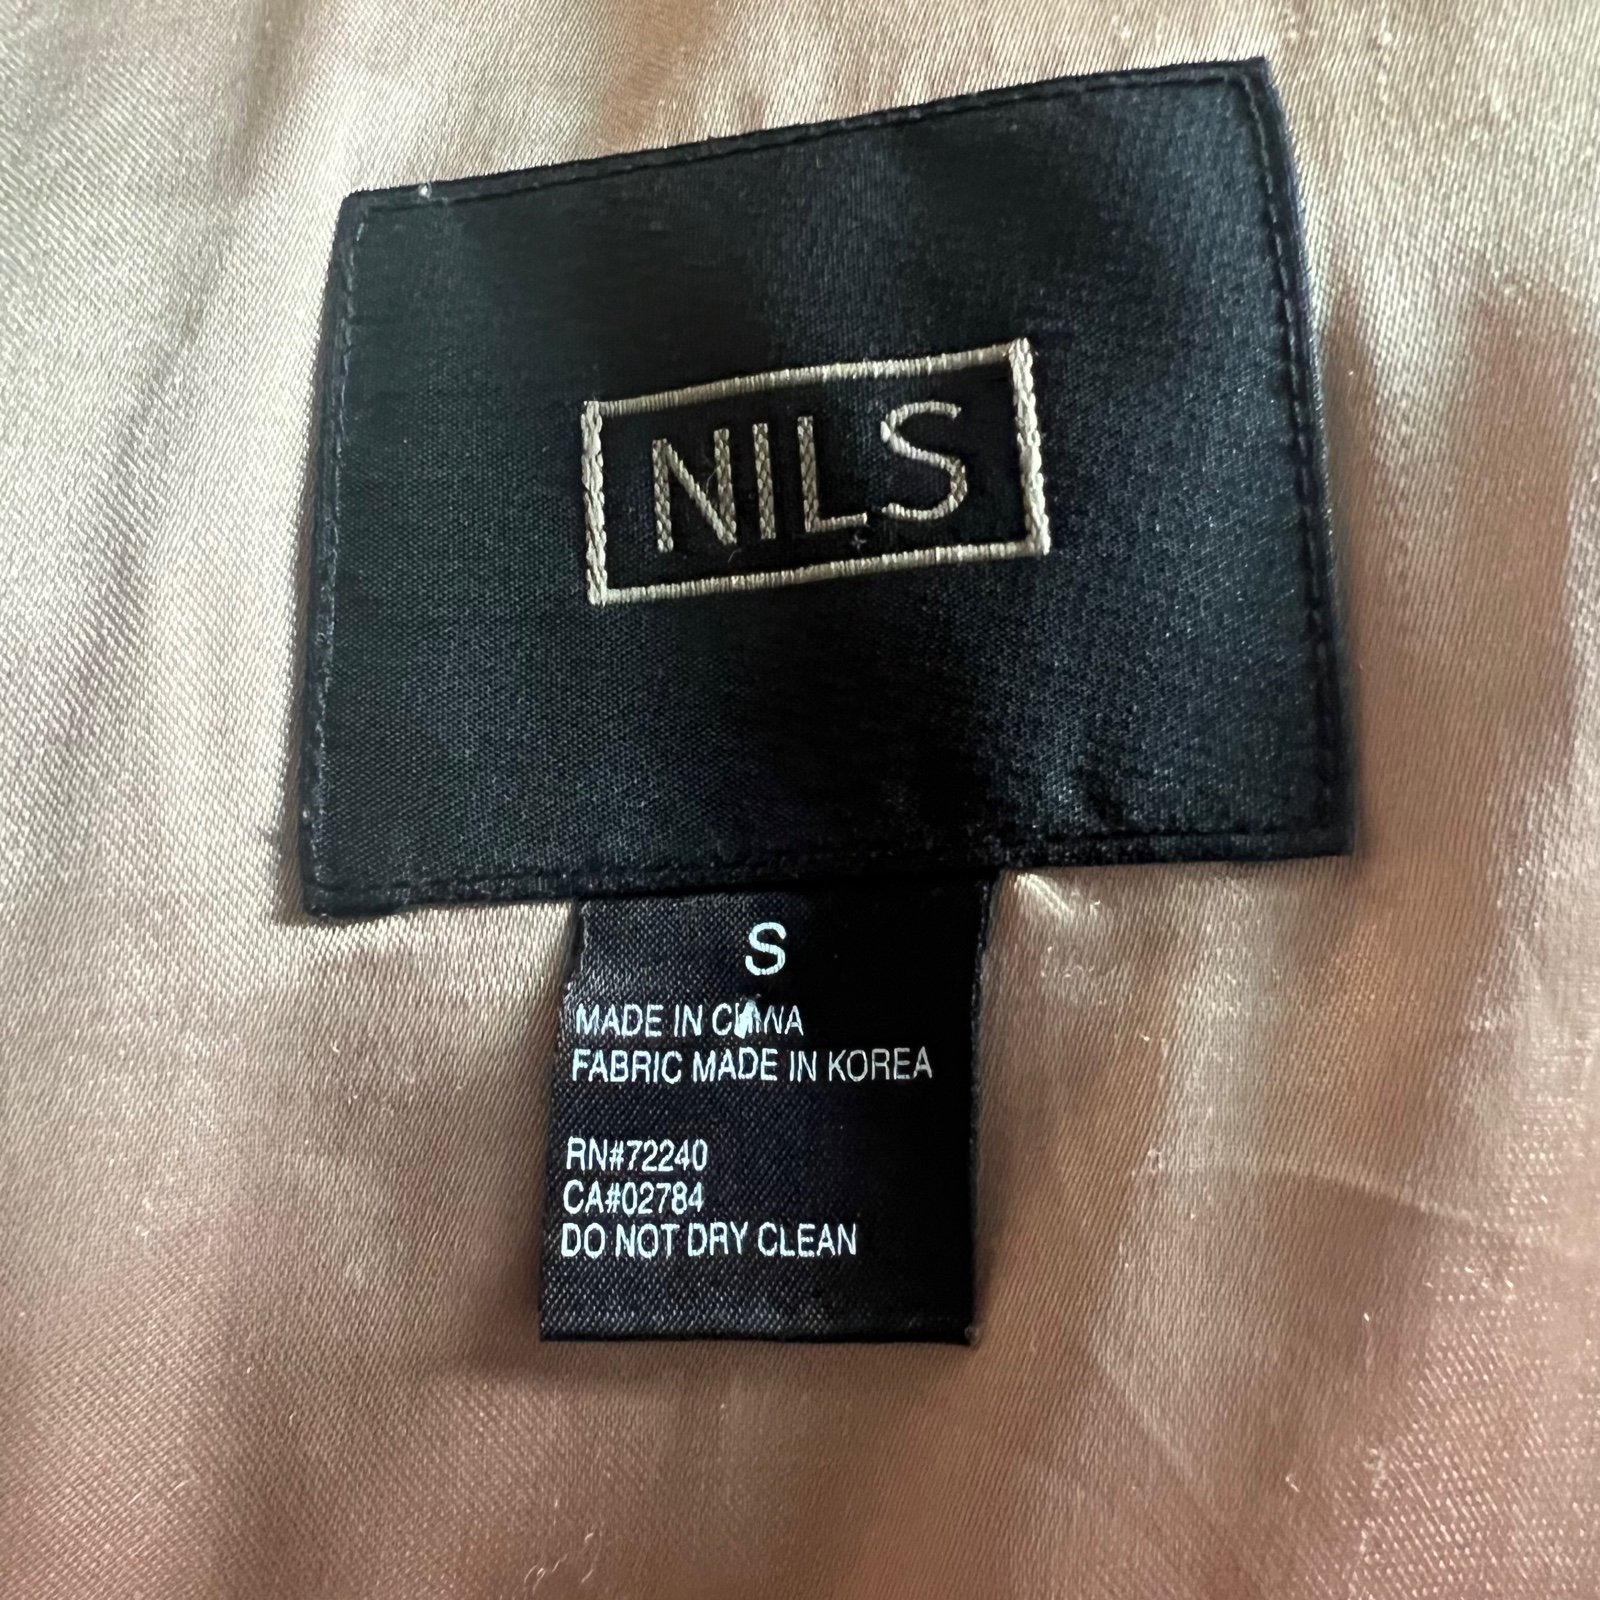 NILS
S
MADE IN CHINA
FABRIC MADE IN KOREA
RN#72240
CA#02784
DO NOT DRY CLEAN